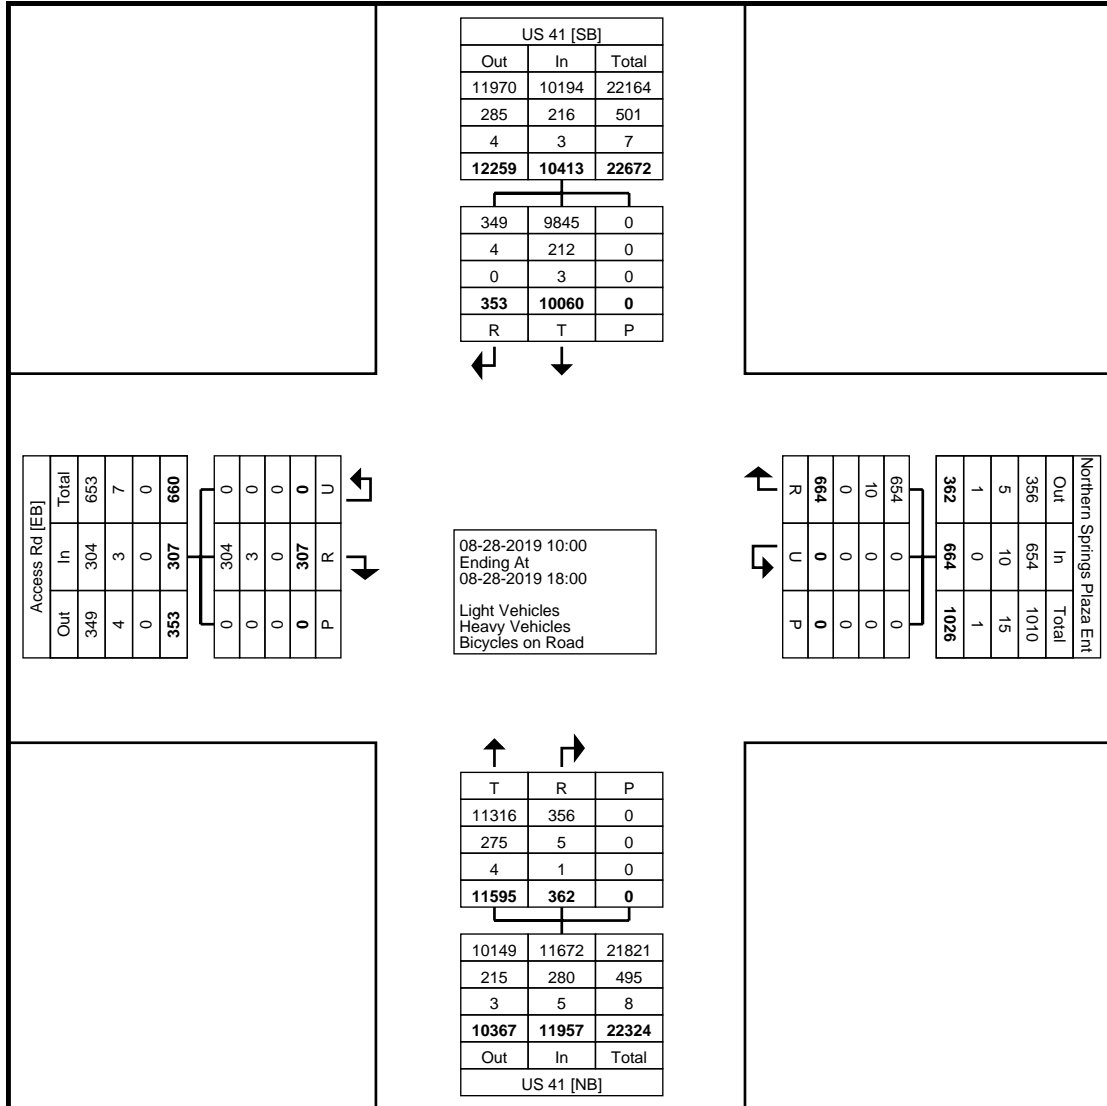 US 41 [SB]
Out In Total
11970 10194 22164
285 216 501
4 3 7
12259 10413 22672
349 9845 0
4 212 0
0 3 0
353 10060 0
R T P
Access Rd [EB]
Total In Out
653 304 349
7 3 4
0 0 0
660 307 353
0 304 0
0 3 0
0 0 0
0 307 0
U R P
08-28-2019 10:00
Ending At
08-28-2019 18:00
Light Vehicles
Heavy Vehicles
Bicycles on Road
Northern Springs Plaza Ent
Out In Total
356 654 1010
5 10 15
1 0 1
362 664 1026
654 0 0
10 0 0
0 0 0
664 0 0
R U P
T R P
11316 356 0
275 5 0
4 1 0
11595 362 0
10149 11672 21821
215 280 495
3 5 8
10367 11957 22324
Out In Total
US 41 [NB]